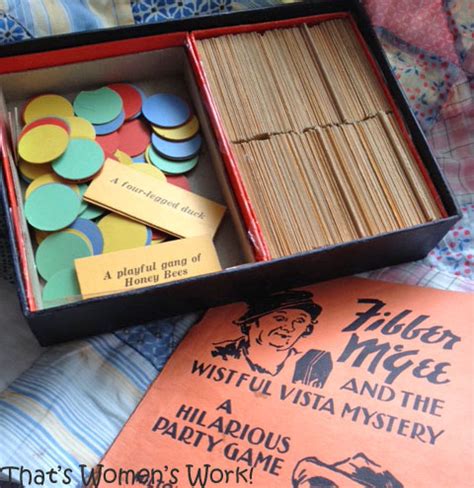 A four-legged duck
A playful gang of
Honey Bees
Fibber
McGee
AND THE
WISTFUL VISTA MYSTERY
A
HILARIOUS
PARTY GAME
That's Women's Work!